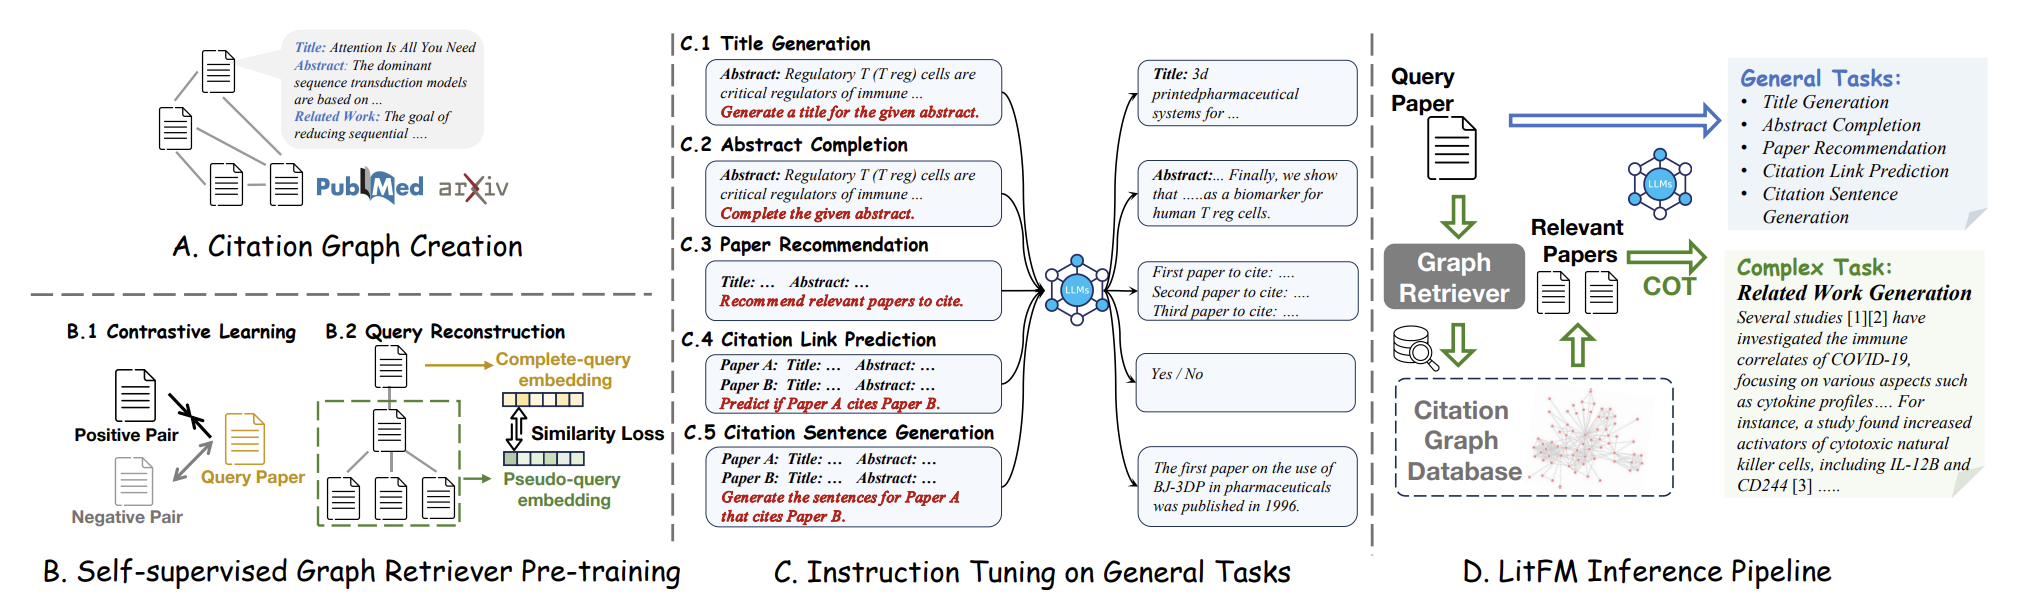 Title: Attention Is All You Need
Abstract: The dominant
sequence transduction models
are based on ...
Related Work: The goal of
reducing sequential ....
PubMed arXiv
A. Citation Graph Creation
B.1 Contrastive Learning
Positive Pair
Query Paper
Negative Pair
B.2 Query Reconstruction
Complete-query
embedding
Similarity Loss
Pseudo-query
embedding
B. Self-supervised Graph Retriever Pre-training
C.1 Title Generation
Abstract: Regulatory T (T reg) cells are
critical regulators of immune ...
Generate a title for the given abstract.
Title: 3d
printedpharmaceutical
systems for ...
C.2 Abstract Completion
Abstract: Regulatory T (T reg) cells are
critical regulators of immune ...
Complete the given abstract.
Abstract:... Finally, we show
that .....as a biomarker for
human T reg cells.
C.3 Paper Recommendation
Title: ... Abstract: ...
Recommend relevant papers to cite.
LLMs
First paper to cite: ....
Second paper to cite: ....
Third paper to cite: ....
C.4 Citation Link Prediction
Paper A: Title: ... Abstract: ...
Paper B: Title: ... Abstract: ...
Predict if Paper A cites Paper B.
Yes / No
C.5 Citation Sentence Generation
Paper A: Title: ... Abstract: ...
Paper B: Title: ... Abstract: ...
Generate the sentences for Paper A
that cites Paper B.
The first paper on the use of
BJ-3DP in pharmaceuticals
was published in 1996.
C. Instruction Tuning on General Tasks
Query
Paper
Graph
Retriever
Citation
Graph
Database
Relevant
Papers
COT
LLMs
General Tasks:
• Title Generation
• Abstract Completion
• Paper Recommendation
• Citation Link Prediction
• Citation Sentence
Generation
Complex Task:
Related Work Generation
Several studies [1][2] have
investigated the immune
correlates of COVID-19,
focusing on various aspects such
as cytokine profiles.... For
instance, a study found increased
activators of cytotoxic natural
killer cells, including IL-12B and
CD244 [3] .....
D. LitFM Inference Pipeline